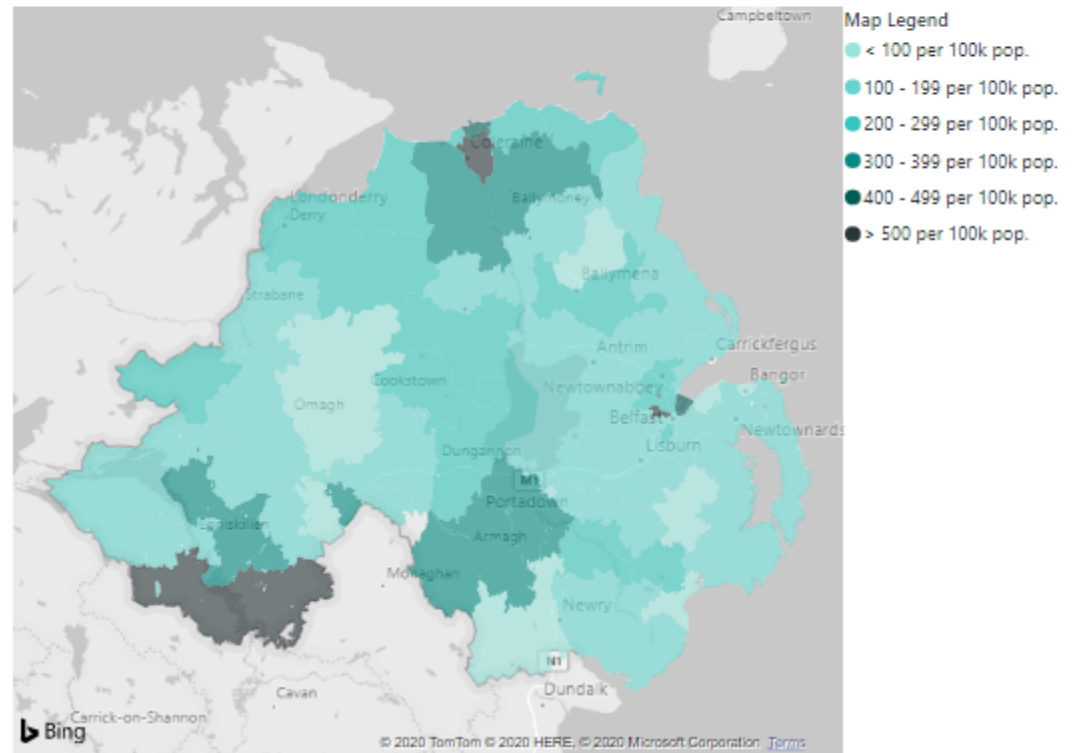 Campbeltown
Map Legend
< 100 per 100k pop.
100 - 199 per 100k pop.
200 - 299 per 100k pop.
300 - 399 per 100k pop.
400 - 499 per 100k pop.
> 500 per 100k pop.
Coleraine
Londonderry
Derry
Ballymoney
Ballymena
Strabane
Antrim
Carrickfergus
Cookstown
Newtownabbey
Bangor
Omagh
Belfast
Newtownards
Dungannon
Lisburn
M1
Portadown
Enniskillen
Armagh
Monaghan
Newry
N1
Cavan
Dundalk
Carrick-on-Shannon
Bing
© 2020 TomTom © 2020 HERE, © 2020 Microsoft Corporation Terms